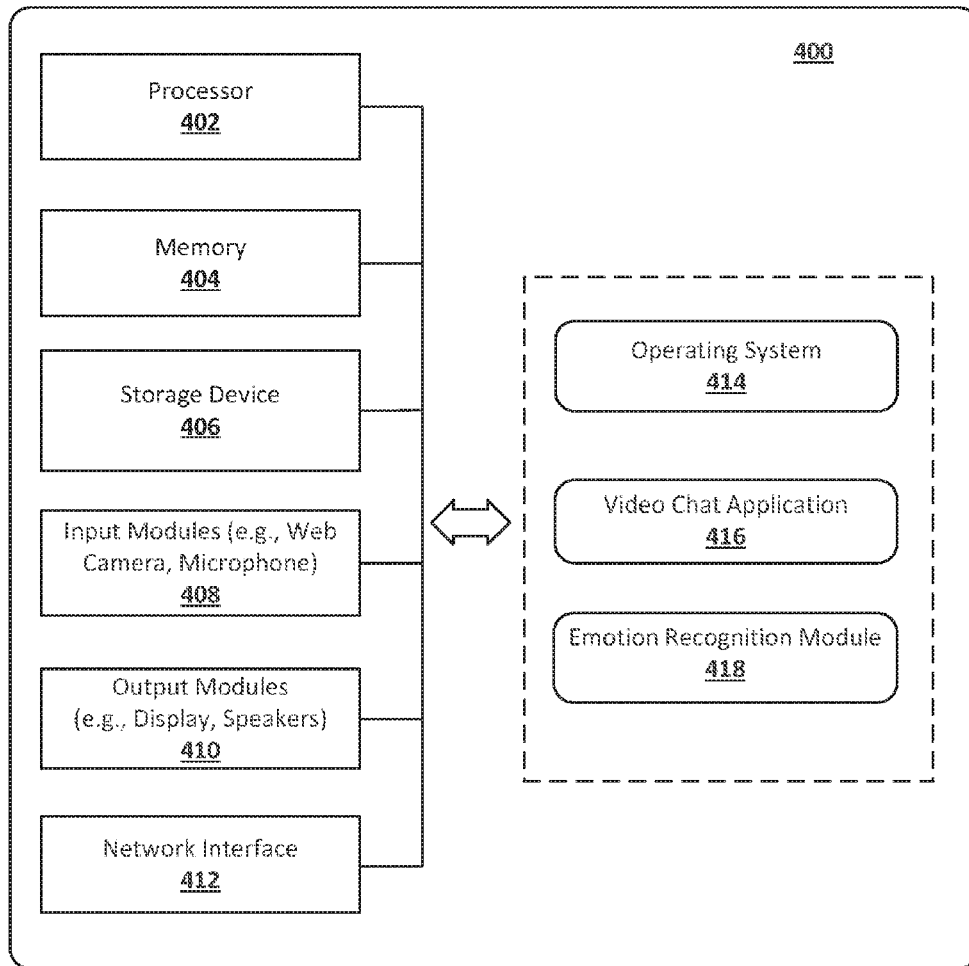 400
Processor
402
Memory
404
Storage Device
406
Input Modules (e.g., Web
Camera, Microphone)
408
Output Modules
(e.g., Display, Speakers)
410
Network Interface
412
Operating System
414
Video Chat Application
416
Emotion Recognition Module
418